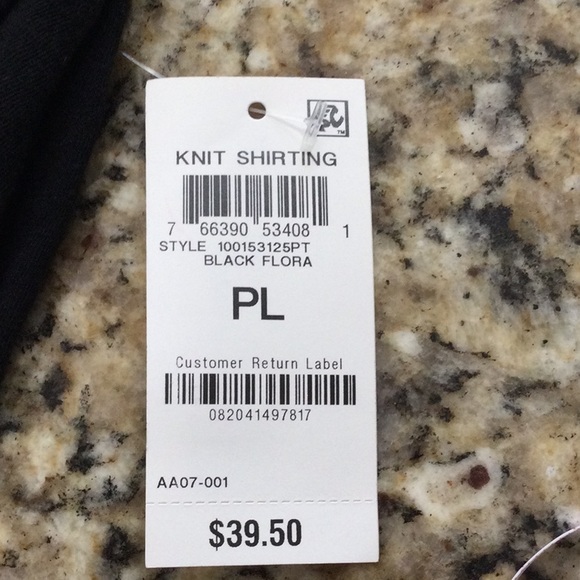 KNIT SHIRTING
7 66390 53408 1
STYLE 100153125PT
BLACK FLORA
PL
Customer Return Label
082041497817
AA07-001
$39.50